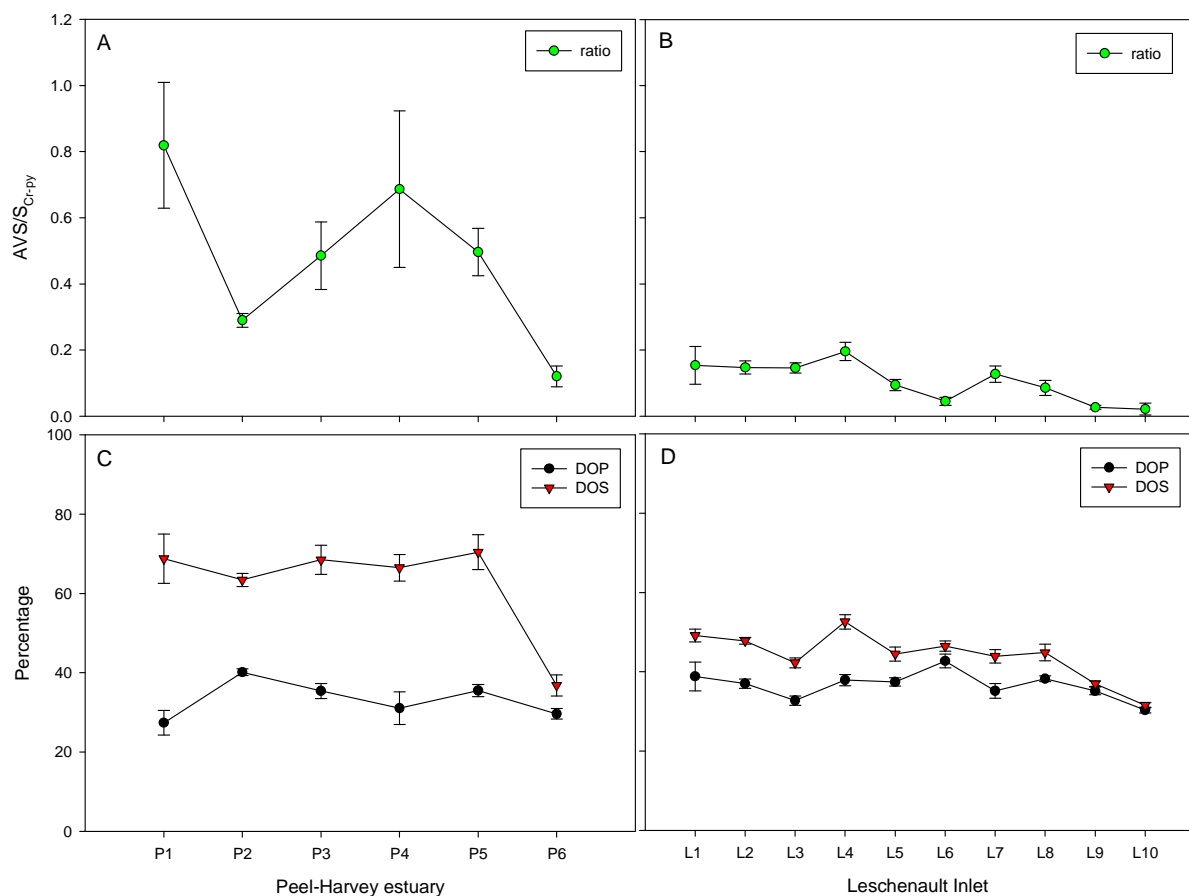 A
ratio
B
ratio
1.2
1.0
0.8
0.6
0.4
0.2
0.0
AVS/S_Cr-py
C
DOP
DOS
D
DOP
DOS
100
80
60
40
20
0
Percentage
P1 P2 P3 P4 P5 P6
L1 L2 L3 L4 L5 L6 L7 L8 L9 L10
Peel-Harvey estuary
Leschenault Inlet